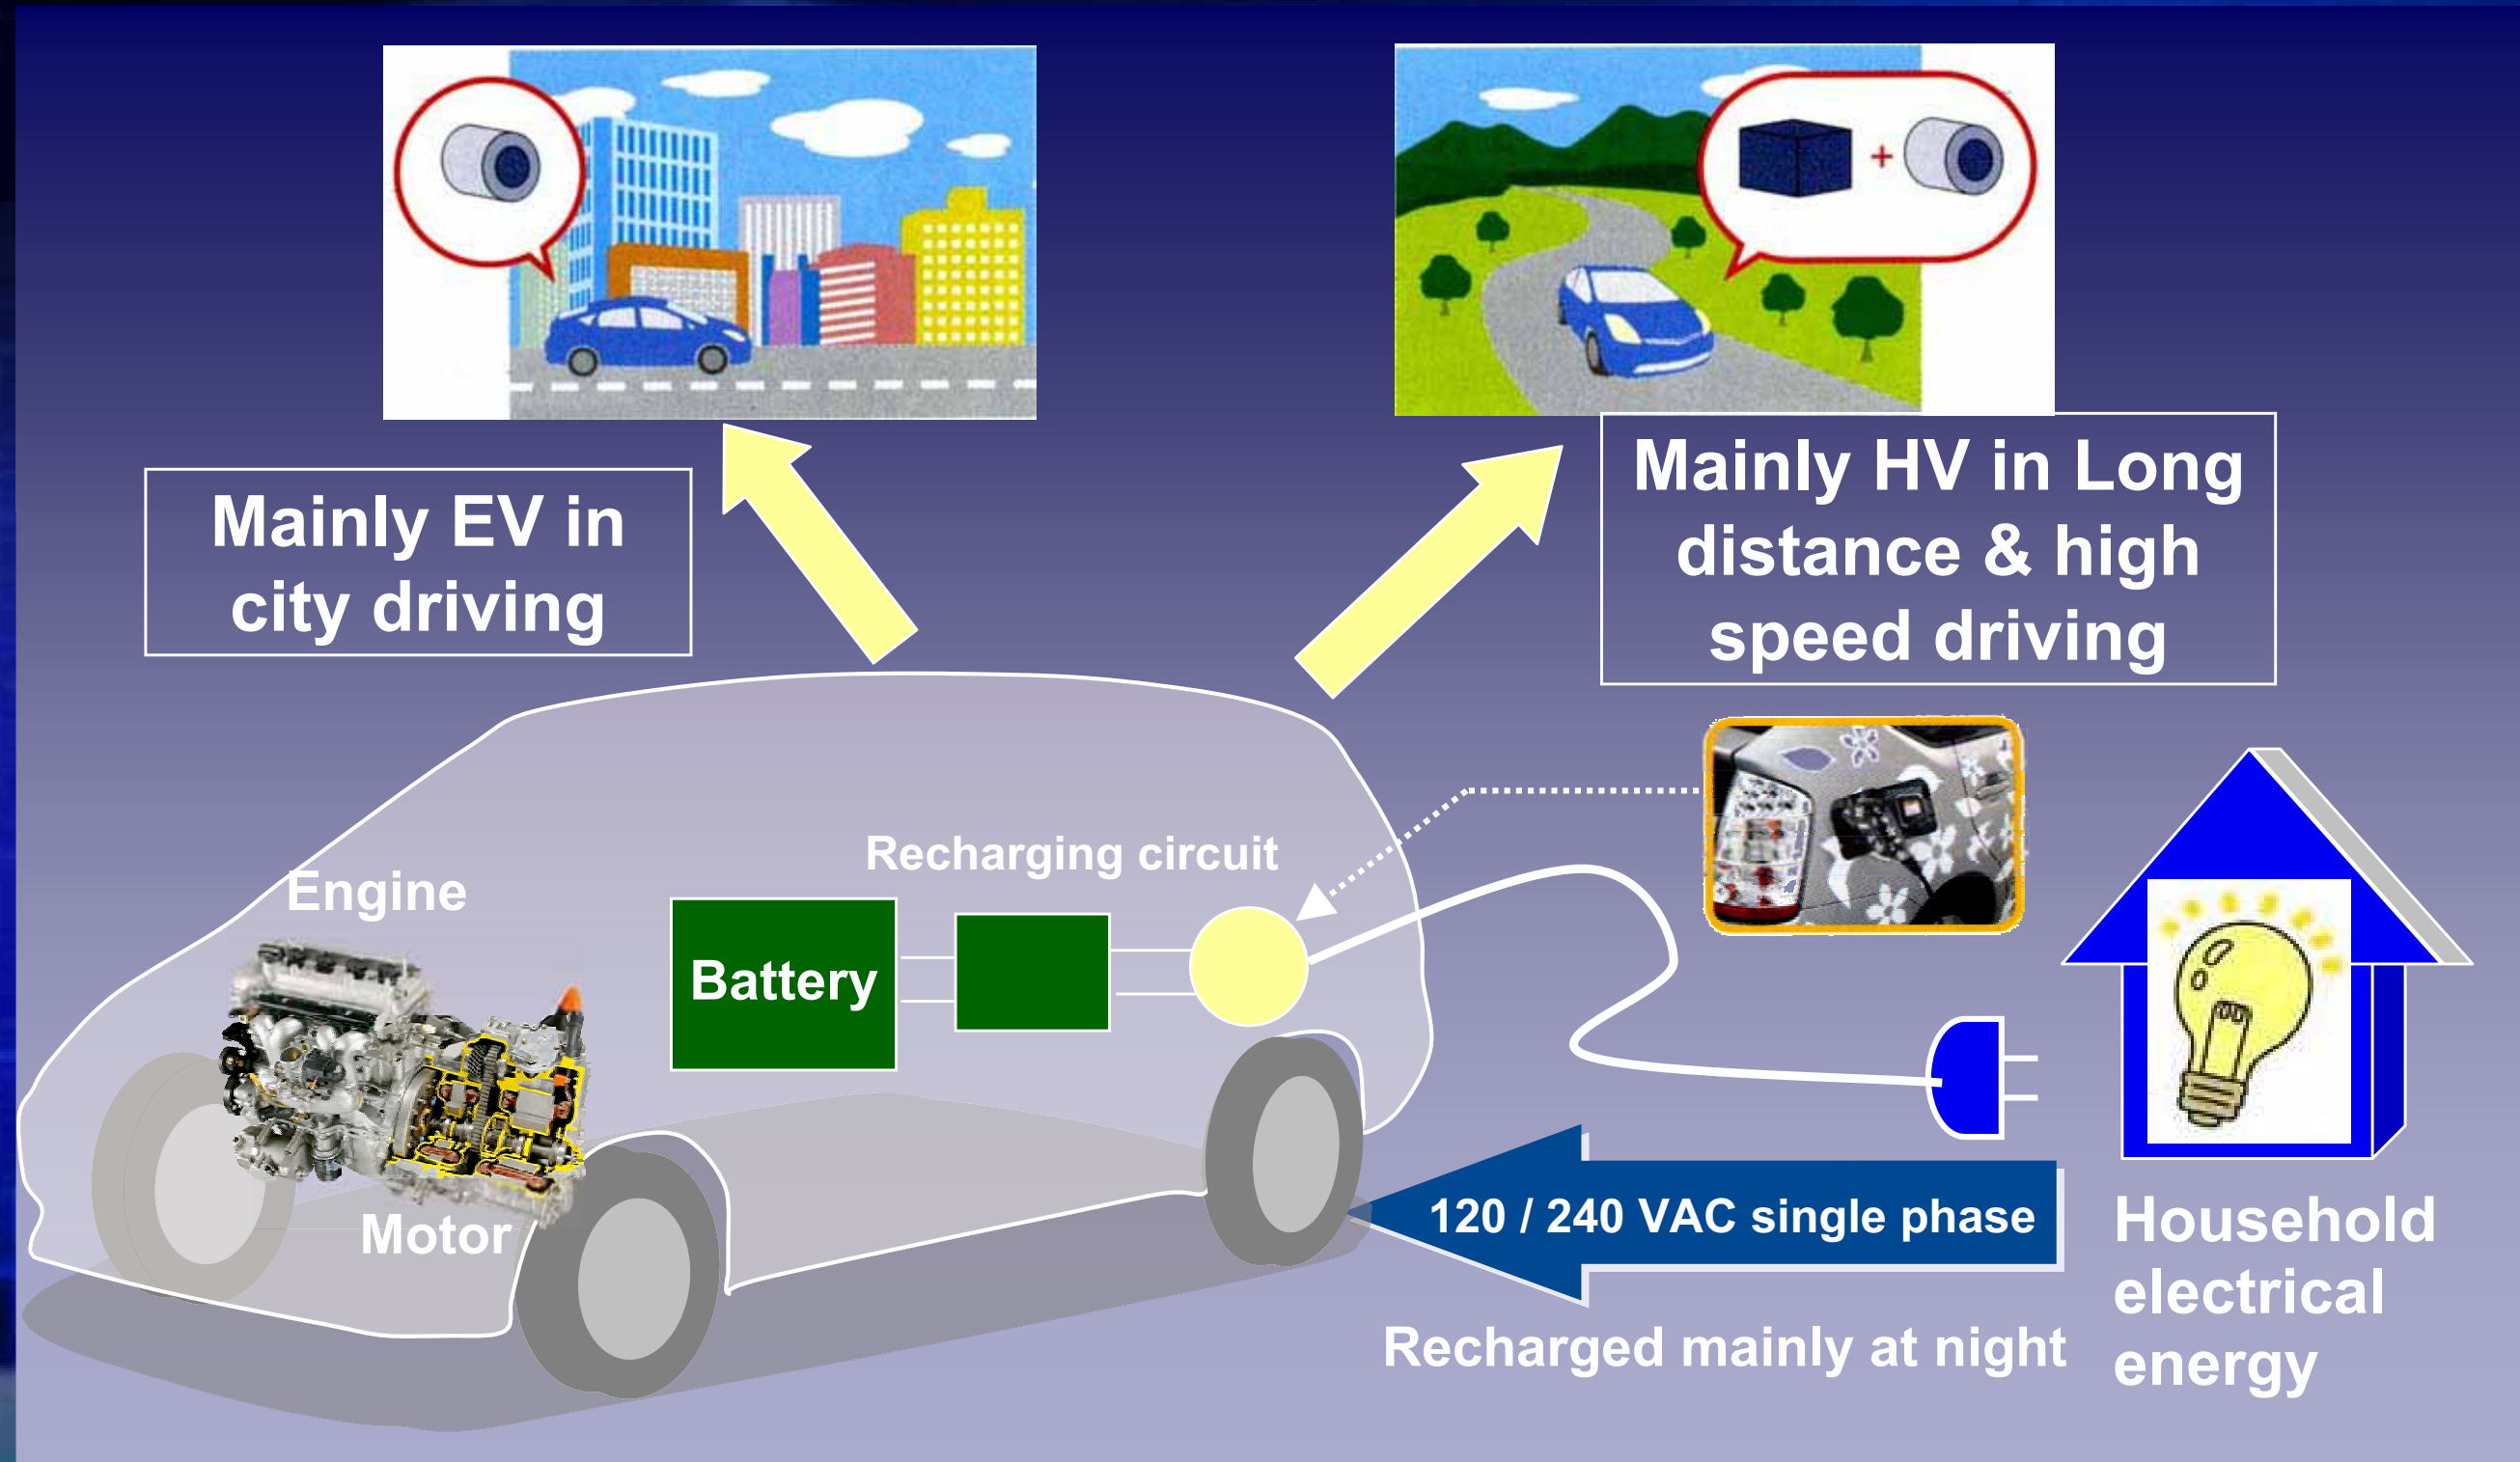 +
Mainly EV in
city driving
Mainly HV in Long
distance & high
speed driving
Recharging circuit
Engine
Battery
Motor
120 / 240 VAC single phase
Recharged mainly at night
Household
electrical
energy